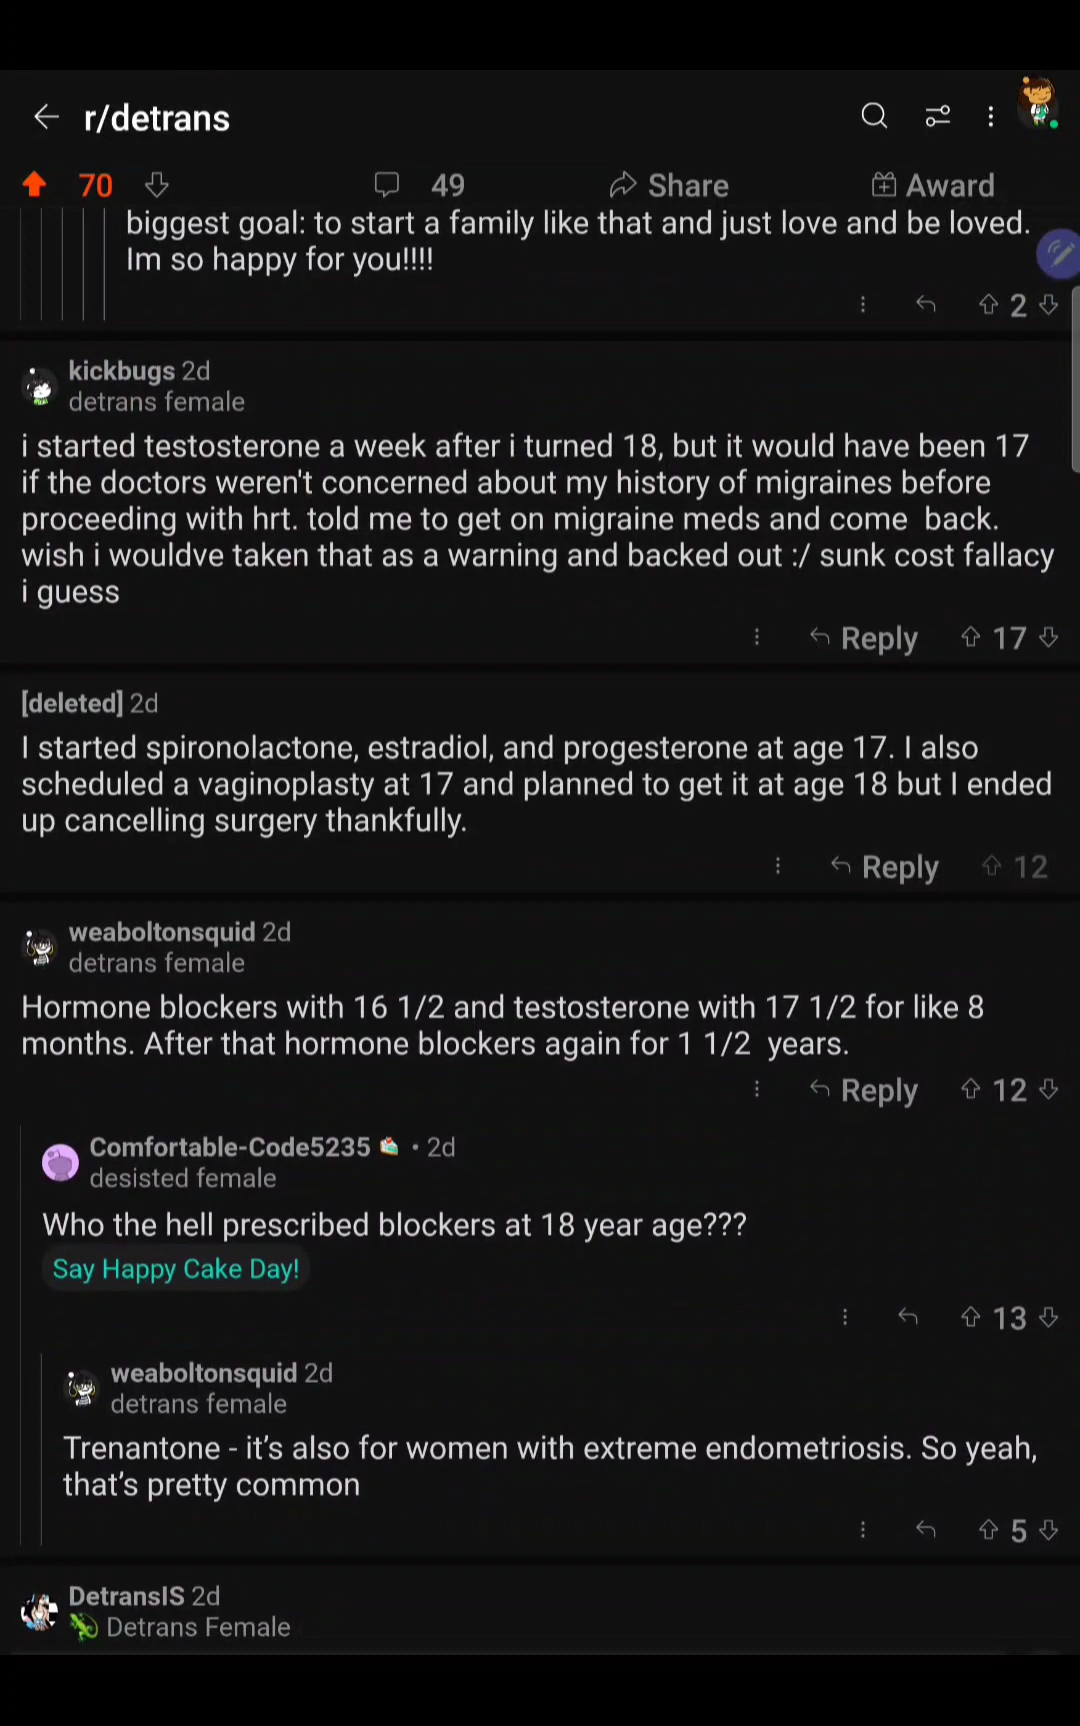 r/detrans
70
49
Share
Award
biggest goal: to start a family like that and just love and be loved.
Im so happy for you!!!!
2
kickbugs 2d
detrans female
i started testosterone a week after i turned 18, but it would have been 17
if the doctors weren't concerned about my history of migraines before
proceeding with hrt. told me to get on migraine meds and come  back.
wish i wouldve taken that as a warning and backed out :/ sunk cost fallacy
i guess
Reply 17
[deleted] 2d
I started spironolactone, estradiol, and progesterone at age 17. I also
scheduled a vaginoplasty at 17 and planned to get it at age 18 but I ended
up cancelling surgery thankfully.
Reply 12
weaboltonsquid 2d
detrans female
Hormone blockers with 16 1/2 and testosterone with 17 1/2 for like 8
months. After that hormone blockers again for 1 1/2  years.
Reply 12
Comfortable-Code5235 🍰 • 2d
desisted female
Who the hell prescribed blockers at 18 year age???
Say Happy Cake Day!
13
weaboltonsquid 2d
detrans female
Trenantone - it’s also for women with extreme endometriosis. So yeah,
that’s pretty common
5
DetransIS 2d
🦎 Detrans Female